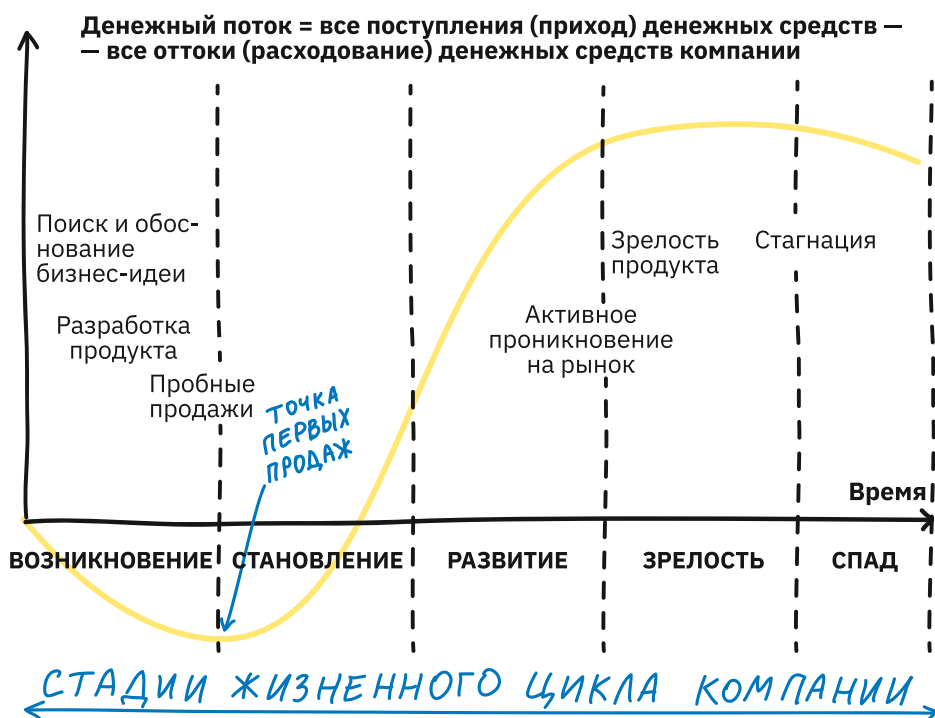 Денежный поток = все поступления (приход) денежных средств —
— все оттоки (расходование) денежных средств компании
Поиск и обос-
нование
бизнес-идеи
Разработка
продукта
Пробные
продажи
ТОЧКА
ПЕРВЫХ
ПРОДАЖ
Активное
проникновение
на рынок
Зрелость
продукта
Стагнация
Время
ВОЗНИКНОВЕНИЕ
СТАНОВЛЕНИЕ
РАЗВИТИЕ
ЗРЕЛОСТЬ
СПАД
СТАДИИ ЖИЗНЕННОГО ЦИКЛА КОМПАНИИ